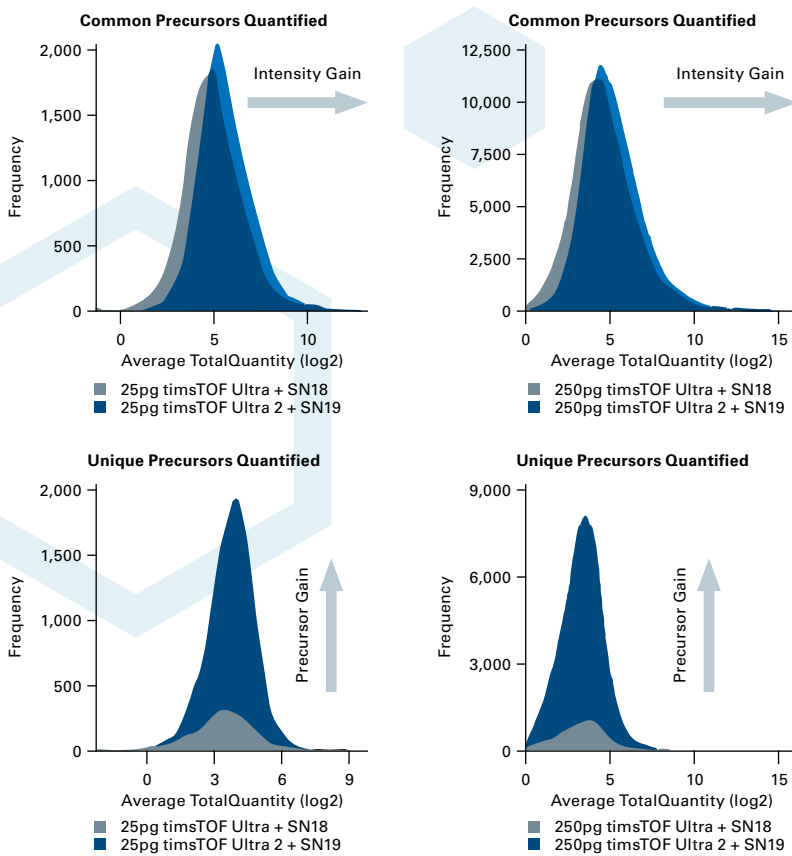 Common Precursors Quantified
2,000
1,500
1,000
500
0
Frequency
Intensity Gain
0 5 10
Average TotalQuantity (log2)
25pg timsTOF Ultra + SN18
25pg timsTOF Ultra 2 + SN19
Common Precursors Quantified
12,500
10,000
7,500
5,000
2,500
0
Frequency
Intensity Gain
0 5 10 15
Average TotalQuantity (log2)
250pg timsTOF Ultra + SN18
250pg timsTOF Ultra 2 + SN19
Unique Precursors Quantified
2,000
1,500
1,000
500
0
Frequency
Precursor Gain
0 3 6 9
Average TotalQuantity (log2)
25pg timsTOF Ultra + SN18
25pg timsTOF Ultra 2 + SN19
Unique Precursors Quantified
9,000
6,000
3,000
0
Frequency
Precursor Gain
0 5 10 15
Average TotalQuantity (log2)
250pg timsTOF Ultra + SN18
250pg timsTOF Ultra 2 + SN19